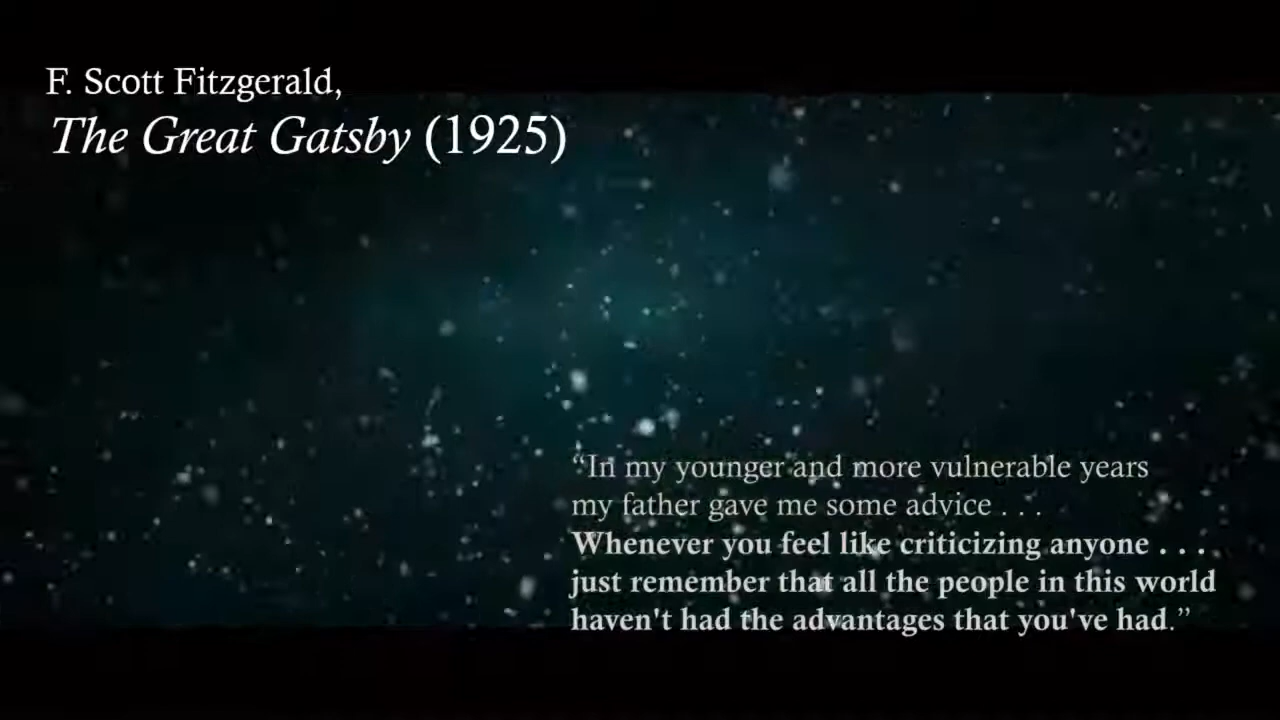 F. Scott Fitzgerald,
The Great Gatsby (1925)
“In my younger and more vulnerable years
my father gave me some advice . . .
Whenever you feel like criticizing anyone . . . .
just remember that all the people in this world
haven't had the advantages that you've had.”